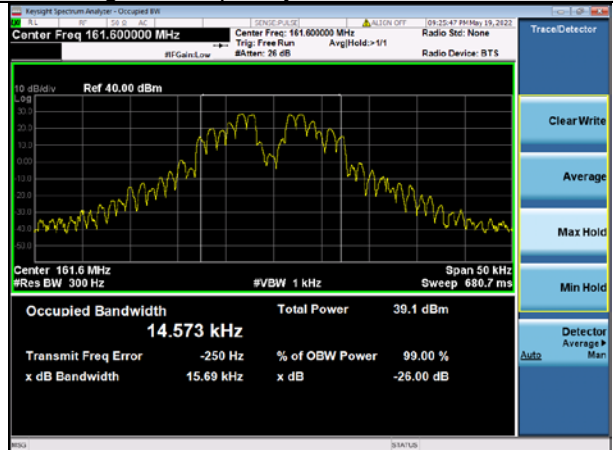 Keysight Spectrum Analyzer - Occupied BW
RL RF 50 Ω AC SENSE:PULSE ALIGN OFF 09:25:47 PM May 19, 2022
Center Freq 161.600000 MHz Center Freq: 161.600000 MHz Radio Std: None
Trig: Free Run Avg|Hold:>1/1
#IFGain:Low #Atten: 26 dB Radio Device: BTS
Trace/Detector
10 dB/div Ref 40.00 dBm
Log
30.0
20.0
10.0
0.00
10.0
20.0
30.0
40.0
50.0
Center 161.6 MHz Span 50 kHz
#Res BW 300 Hz #VBW 1 kHz Sweep 680.7 ms
Occupied Bandwidth Total Power 39.1 dBm
14.573 kHz
Transmit Freq Error -250 Hz % of OBW Power 99.00 %
x dB Bandwidth 15.69 kHz x dB -26.00 dB
Clear Write
Average
Max Hold
Min Hold
Detector
Average
Auto Man
MSG STATUS